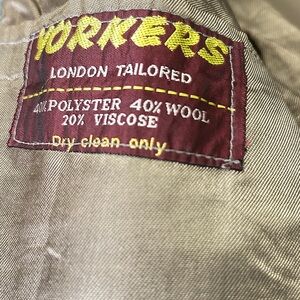 YORKERS
LONDON TAILORED
40% POLYSTER 40% WOOL
20% VISCOSE
Dry clean only